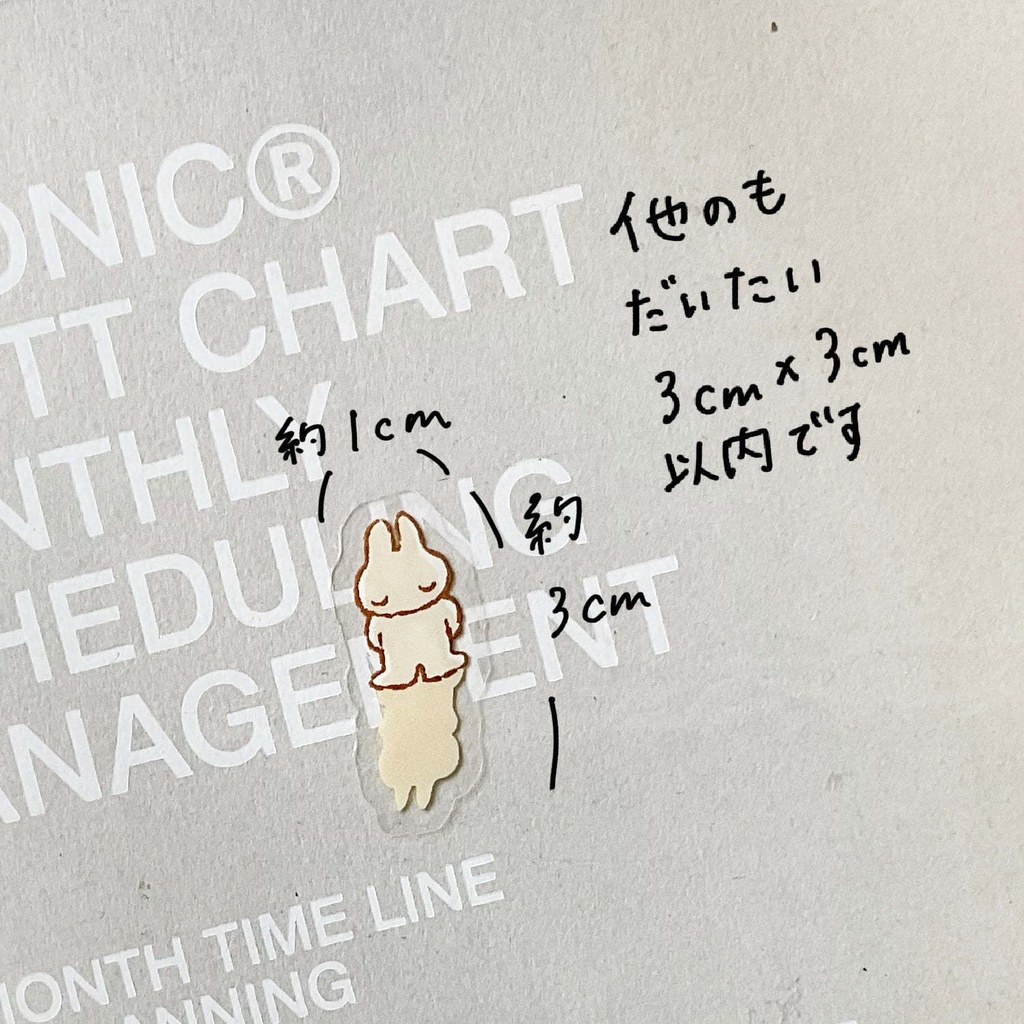 ONIC®
TT CHART
NTHLY
HEDULING
ANAGEMENT
MONTH TIME LINE
ANNING
他のも
だいたい
3cm×3cm
以内です
約1cm
約
3cm